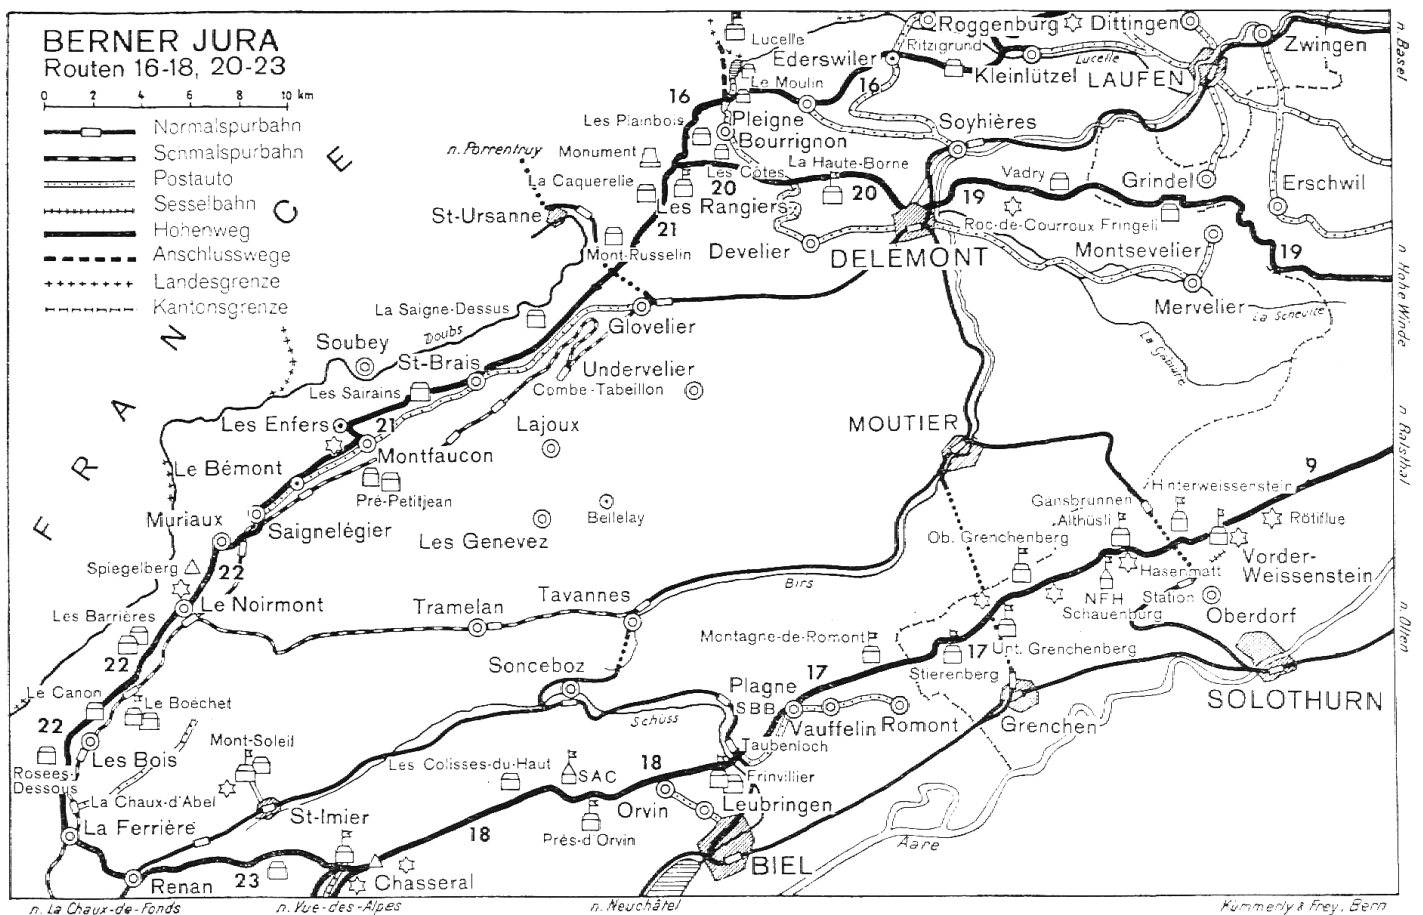 BERNER JURA
Routen 16-18, 20-23
0 2 4 6 8 10 km
Normalspurbahn
Schmalspurbahn
Postauto
Sesselbahn
Höhenweg
Anschlusswege
Landesgrenze
Kantonsgrenze
FRANCE
Lucelle
Roggenburg
Dittingen
Zwingen
n. Basel
Ederswiler
Ritzigrund
Kleinlützel
Lucelle
LAUFEN
Le Moulin
16
16
Les Plainbois
Pleigne
Bourrignon
Soyhières
n. Porrentruy
Monument
La Haute-Borne
Les Côtes
La Caquerelle
20
20
Vadry
19
Grindel
Erschwil
St-Ursanne
Les Rangiers
21
Roc-de-Courroux
Fringeli
Mont-Russelin
Develier
DELÉMONT
Montsevelier
19
Mervelier
La Scheulte
n. Hohe Winde
La Saigne-Dessus
Doubs
Glovelier
La Gabiare
Soubey
St-Brais
Undervelier
Combe-Tabeillon
Les Sairains
Les Enfers
21
Lajoux
MOUTIER
n. Balsthal
Montfaucon
Le Bémont
Pré-Petitjean
9
Hinterweissenstein
Gänsbrunnen
Althüsli
Rötiflue
Muriaux
Saignelégier
Les Genevez
Bellelay
Ob. Grenchenberg
Vorder-
Weissenstein
Hasenmatt
Spiegelberg
22
Birs
NFH
Schauenburg
Station
Oberdorf
Le Noirmont
Tramelan
Tavannes
n. Olten
Les Barrières
22
Montagne-de-Romont
17
Unt. Grenchenberg
Stierenberg
Sonceboz
17
Le Canon
Le Boéchet
Plagne
SBB
SOLOTHURN
22
Schüss
Vauffelin
Romont
Grenchen
Mont-Soleil
Les Bois
Taubenloch
Rosées-
Dessous
Les Colisses-du-Haut
SAC
18
Frinvillier
La Chaux-d'Abel
Orvin
Leubringen
St-Imier
La Ferrière
18
Prés-d'Orvin
Aare
BIEL
Renan
23
Chasseral
n. La Chaux-de-Fonds
n. Vue-des-Alpes
n. Neuchâtel
Kümmerly & Frey, Bern